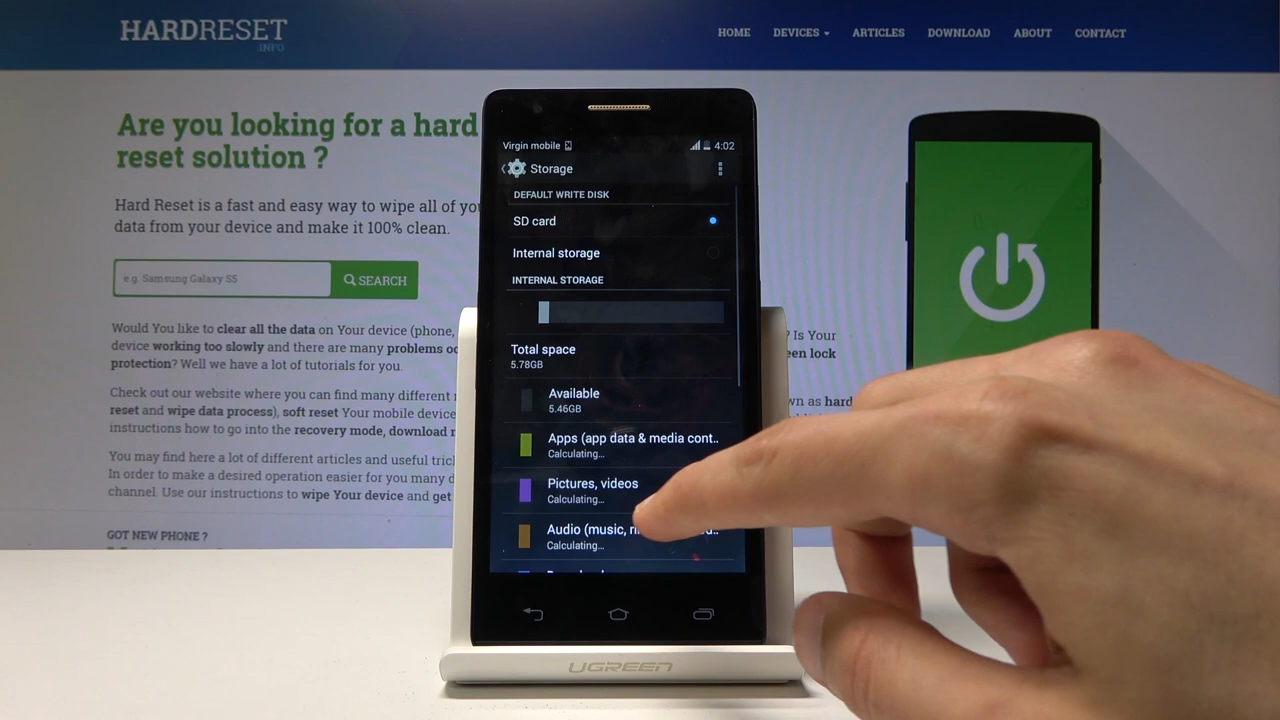 HARDRESET
.INFO
HOME DEVICES ARTICLES DOWNLOAD ABOUT CONTACT
Are you looking for a hard
reset solution ?
Hard Reset is a fast and easy way to wipe all of
data from your device and make it 100% clean.
e.g. Samsung Galaxy S5
SEARCH
Would You like to clear all the data on Your device (phone,
device working too slowly and there are many problems
protection? Well we have a lot of tutorials for you.
Check out our website where you can find many different
reset and wipe data process), soft reset Your mobile device
instructions how to go into the recovery mode, download
You may find here a lot of different articles and useful
In order to make a desired operation easier for you many
channel. Use our instructions to wipe Your device and get
GOT NEW PHONE ?
? Is Your
lock
as hard
Virgin mobile 4:02
Storage
DEFAULT WRITE DISK
SD card
Internal storage
INTERNAL STORAGE
Total space
5.78GB
Available
5.46GB
Apps (app data & media cont..
Calculating...
Pictures, videos
Calculating...
Audio (music,
Calculating...
UGREEN